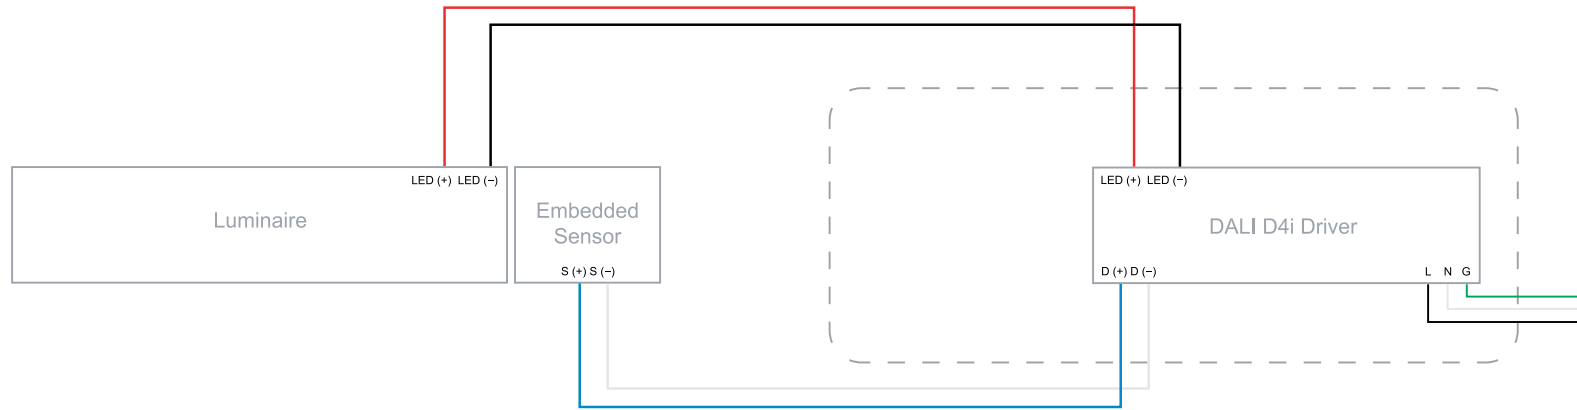 LED (+) LED (−)
LED (+) LED (−)
Luminaire
Embedded
Sensor
DALI D4i Driver
S (+) S (−)
D (+) D (−)
L N G